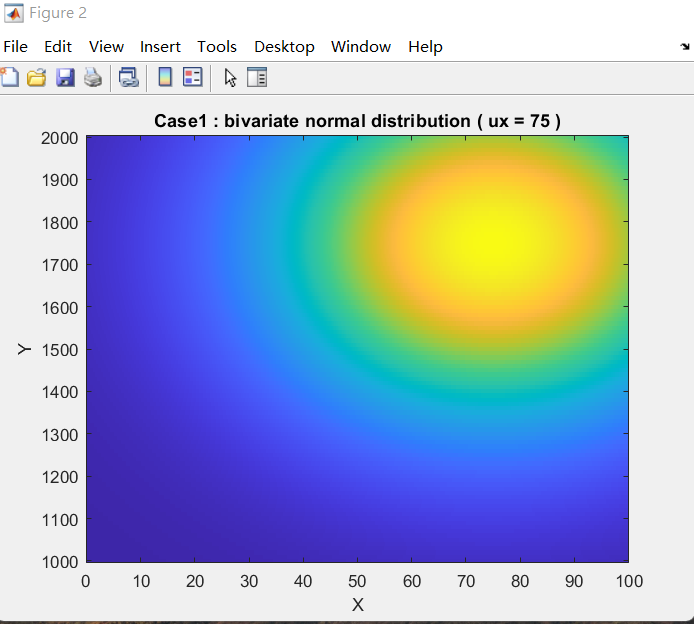 Figure 2
File Edit View Insert Tools Desktop Window Help
Case1 : bivariate normal distribution ( ux = 75 )
2000
1900
1800
1700
1600
1500
1400
1300
1200
1100
1000
Y
0 10 20 30 40 50 60 70 80 90 100
X